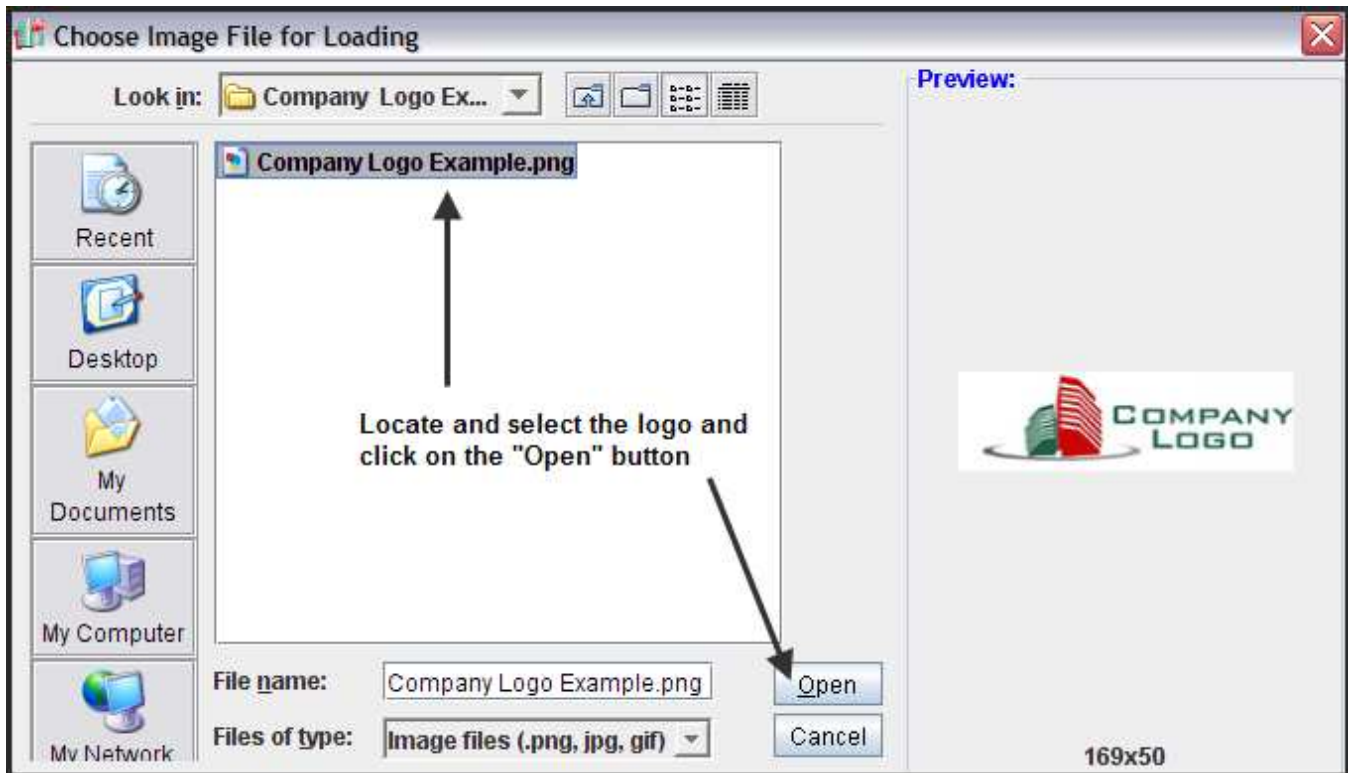 Choose Image File for Loading
Look in: Company Logo Ex...
Preview:
Company Logo Example.png
Recent
Desktop
My
Documents
My Computer
My Network
Locate and select the logo and
click on the "Open" button
COMPANY
LOGO
File name: Company Logo Example.png Open
Files of type: Image files (.png, jpg, gif) Cancel
169x50